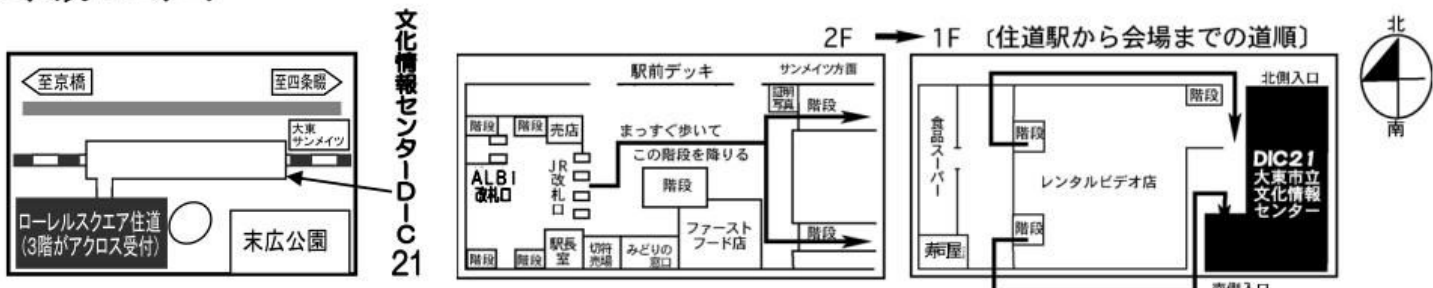 至京橋
至四条畷
大東
サンメイツ
ローレルスクエア住道
(3階がアクロス受付)
末広公園
文化情報センターDIC21
2F → 1F 〔住道駅から会場までの道順〕
駅前デッキ
サンメイツ方面
証明
写真
階段
階段
階段
売店
まっすぐ歩いて
この階段を降りる
ALBI
改札口
JR改札口
階段
ファースト
フード店
階段
階段
階段
駅長
室
切符
売場
みどりの
窓口
北側入口
階段
食品スーパー
階段
レンタルビデオ店
DIC21
大東市立
文化情報
センター
階段
寿司屋
南側入口
北
南